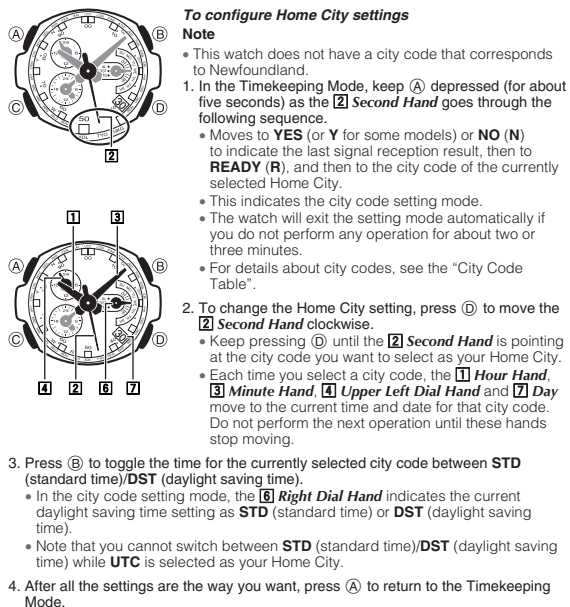 To configure Home City settings
Note
• This watch does not have a city code that corresponds
to Newfoundland.
1. In the Timekeeping Mode, keep Ⓐ depressed (for about
five seconds) as the 2 Second Hand goes through the
following sequence.
• Moves to YES (or Y for some models) or NO (N)
to indicate the last signal reception result, then to
READY (R), and then to the city code of the currently
selected Home City.
• This indicates the city code setting mode.
• The watch will exit the setting mode automatically if
you do not perform any operation for about two or
three minutes.
• For details about city codes, see the “City Code
Table”.
2. To change the Home City setting, press Ⓓ to move the
2 Second Hand clockwise.
• Keep pressing Ⓓ until the 2 Second Hand is pointing
at the city code you want to select as your Home City.
• Each time you select a city code, the 1 Hour Hand,
3 Minute Hand, 4 Upper Left Dial Hand and 7 Day
move to the current time and date for that city code.
Do not perform the next operation until these hands
stop moving.
3. Press Ⓑ to toggle the time for the currently selected city code between STD
(standard time)/DST (daylight saving time).
• In the city code setting mode, the 6 Right Dial Hand indicates the current
daylight saving time setting as STD (standard time) or DST (daylight saving
time).
• Note that you cannot switch between STD (standard time)/DST (daylight saving
time) while UTC is selected as your Home City.
4. After all the settings are the way you want, press Ⓐ to return to the Timekeeping
Mode.
Ⓐ Ⓑ
Ⓒ Ⓓ
50
TYO
2
1 3
Ⓐ Ⓑ
Ⓒ Ⓓ
4 2 6 7